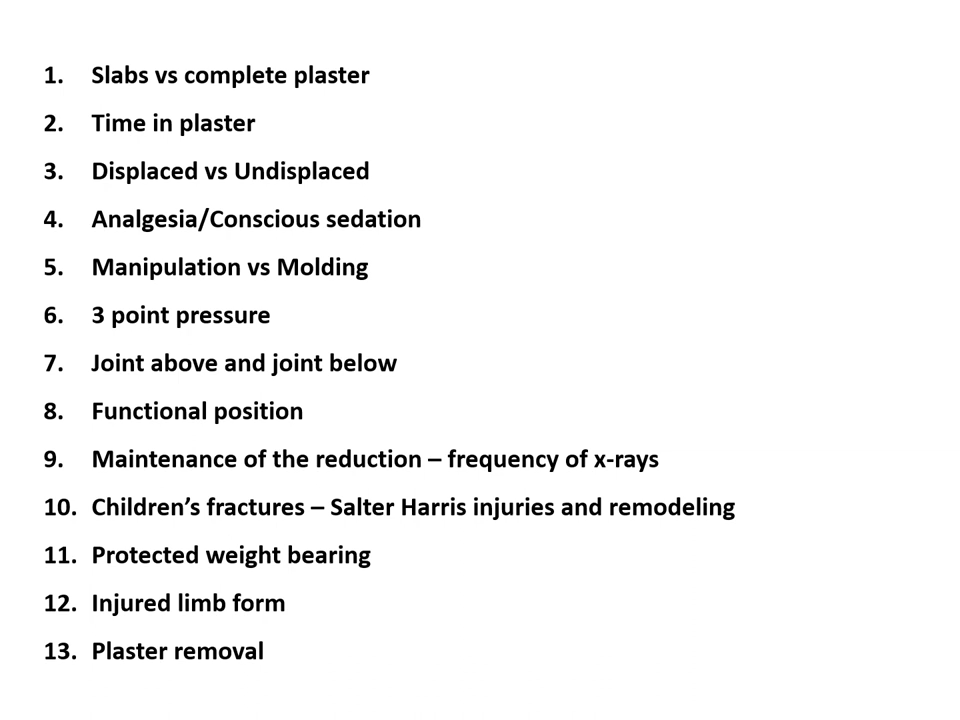 1. Slabs vs complete plaster
2. Time in plaster
3. Displaced vs Undisplaced
4. Analgesia/Conscious sedation
5. Manipulation vs Molding
6. 3 point pressure
7. Joint above and joint below
8. Functional position
9. Maintenance of the reduction – frequency of x-rays
10. Children’s fractures – Salter Harris injuries and remodeling
11. Protected weight bearing
12. Injured limb form
13. Plaster removal